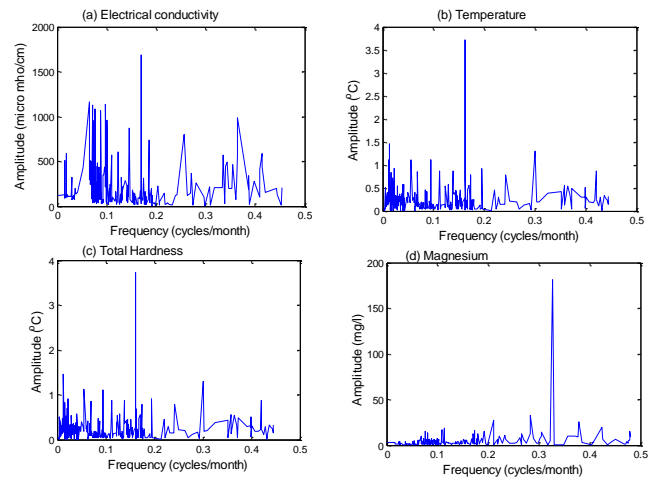 (a) Electrical conductivity
2000
1500
1000
500
0
0 0.1 0.2 0.3 0.4 0.5
Amplitude (micro mho/cm)
Frequency (cycles/month)
(b) Temperature
4
3.5
3
2.5
2
1.5
1
0.5
0
0 0.1 0.2 0.3 0.4 0.5
Amplitude (⁰C)
Frequency (cycles/month)
(c) Total Hardness
4
3
2
1
0
0 0.1 0.2 0.3 0.4 0.5
Amplitude (⁰C)
Frequency (cycles/month)
(d) Magnesium
200
150
100
50
0
0 0.1 0.2 0.3 0.4 0.5
Amplitude (mg/l)
Frequency (cycles/month)